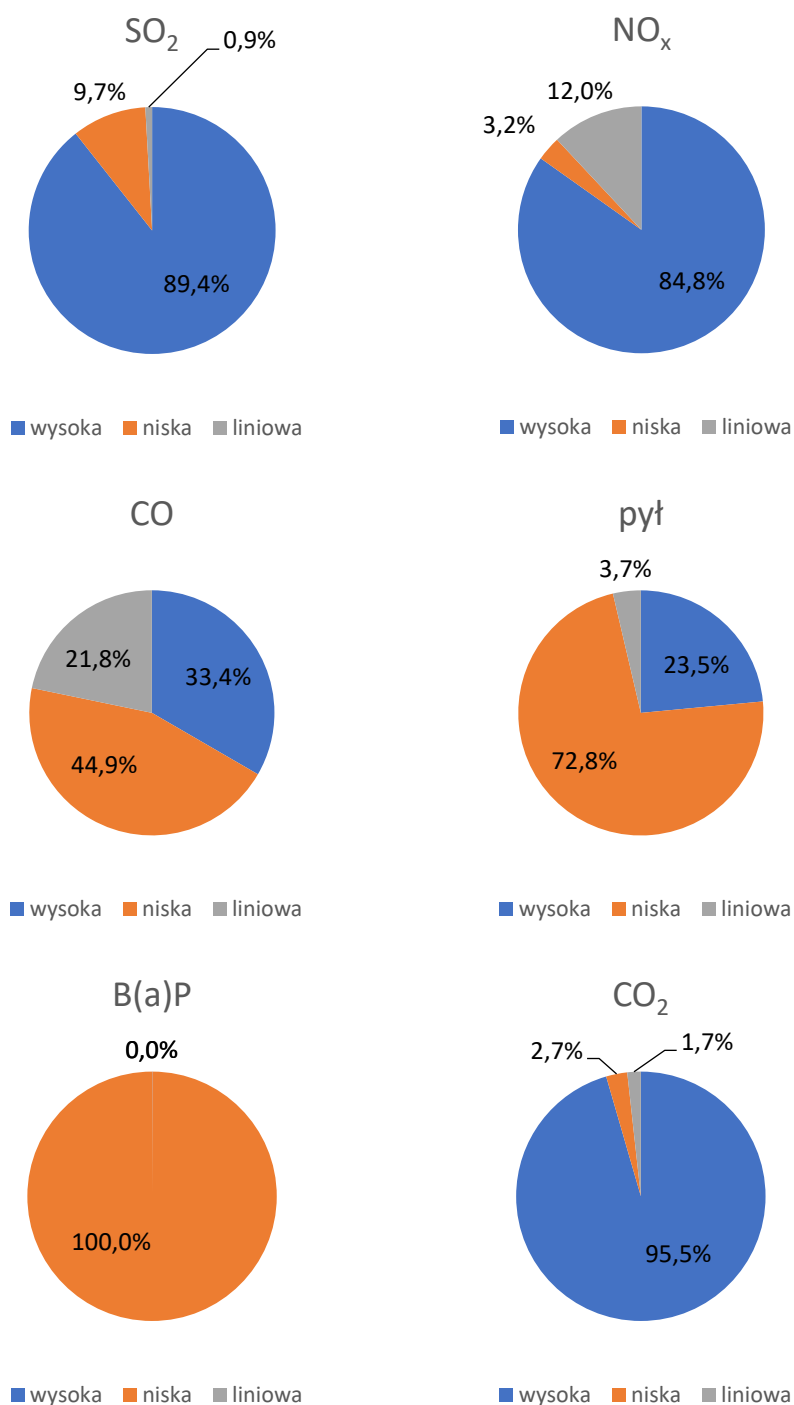 SO₂
0,9%
9,7%
89,4%
wysoka niska liniowa
NOₓ
12,0%
3,2%
84,8%
wysoka niska liniowa
CO
21,8%
33,4%
44,9%
wysoka niska liniowa
pył
3,7%
23,5%
72,8%
wysoka niska liniowa
B(a)P
0,0%
100,0%
wysoka niska liniowa
CO₂
2,7%
1,7%
95,5%
wysoka niska liniowa